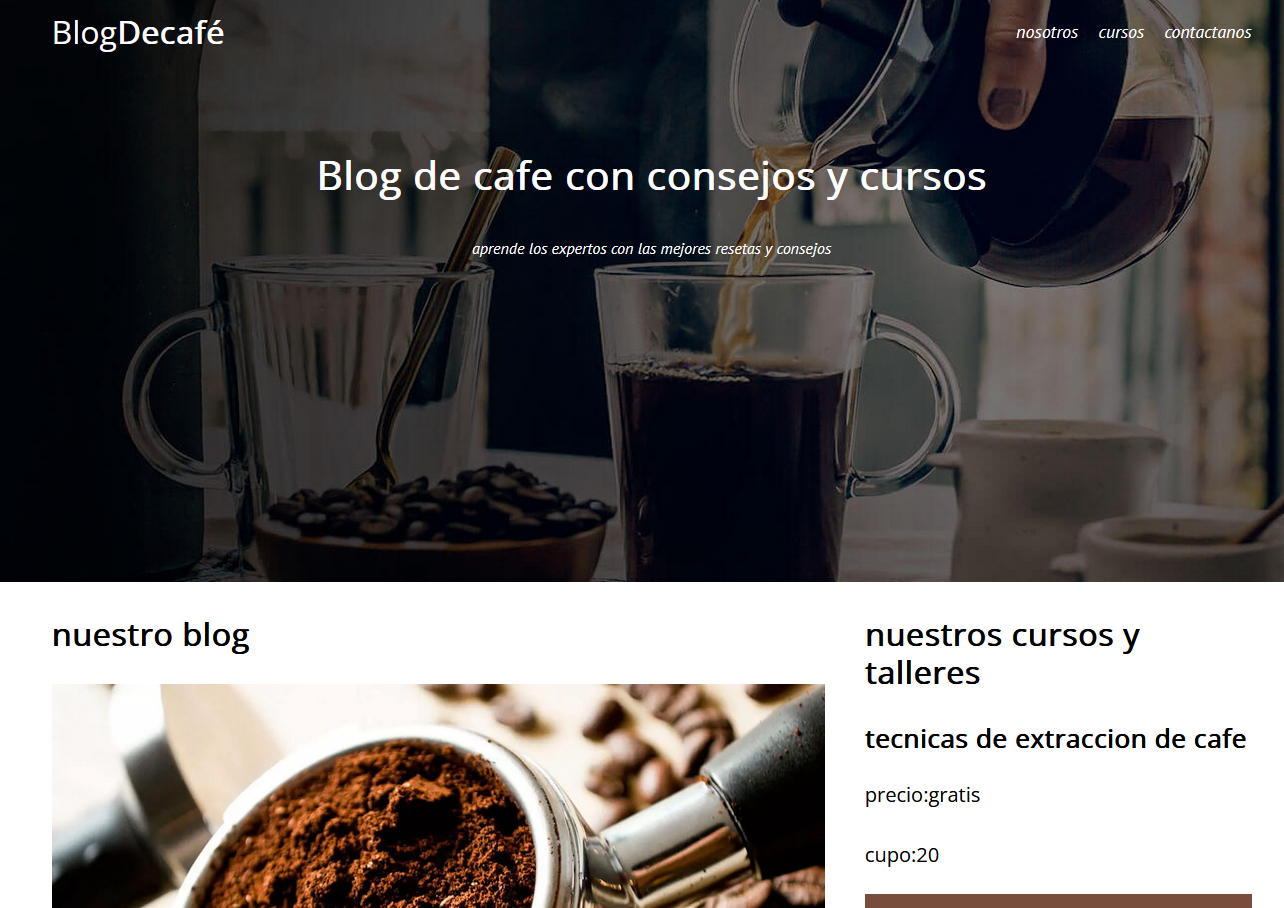 BlogDecafé
nosotros cursos contactanos
Blog de cafe con consejos y cursos
aprende los expertos con las mejores resetas y consejos
nuestro blog
nuestros cursos y
talleres
tecnicas de extraccion de cafe
precio:gratis
cupo:20